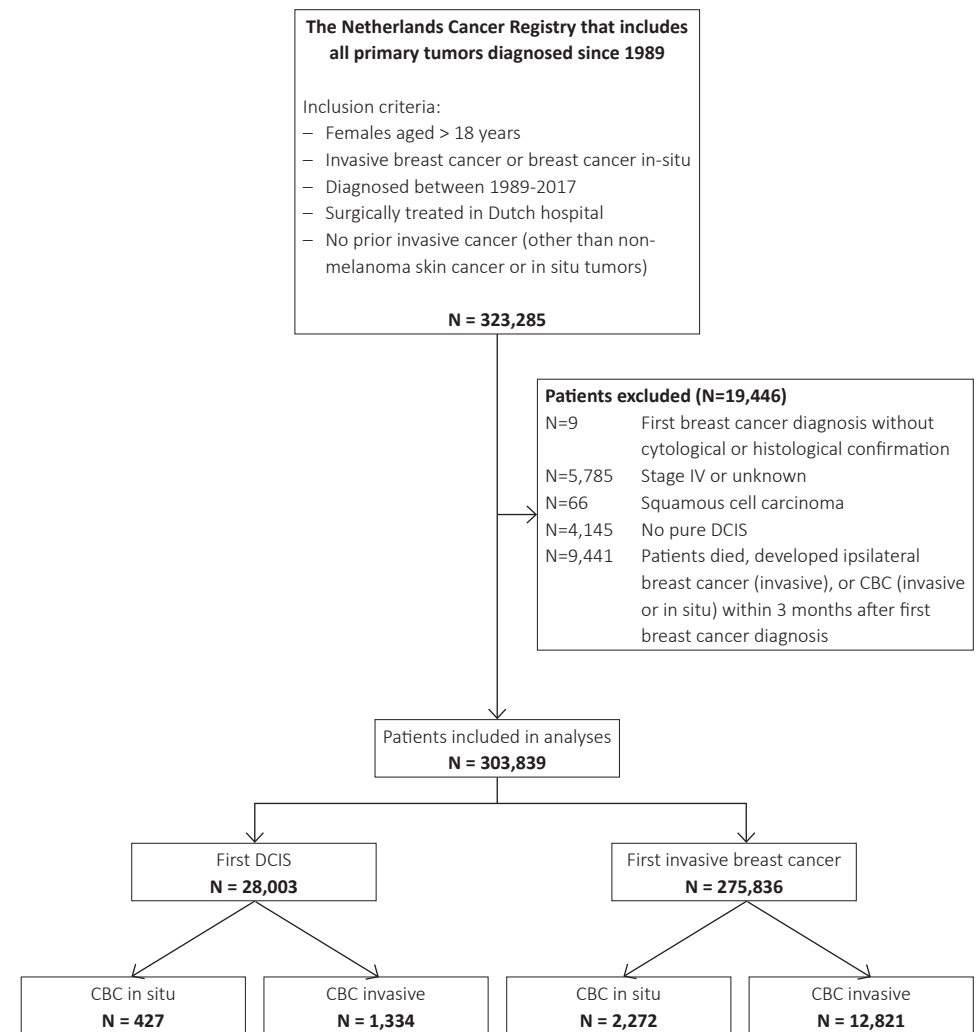 The Netherlands Cancer Registry that includes
all primary tumors diagnosed since 1989
Inclusion criteria:
– Females aged > 18 years
– Invasive breast cancer or breast cancer in-situ
– Diagnosed between 1989-2017
– Surgically treated in Dutch hospital
– No prior invasive cancer (other than non-
melanoma skin cancer or in situ tumors)
N = 323,285
Patients excluded (N=19,446)
N=9 First breast cancer diagnosis without
cytological or histological confirmation
N=5,785 Stage IV or unknown
N=66 Squamous cell carcinoma
N=4,145 No pure DCIS
N=9,441 Patients died, developed ipsilateral
breast cancer (invasive), or CBC (invasive
or in situ) within 3 months after first
breast cancer diagnosis
Patients included in analyses
N = 303,839
First DCIS
N = 28,003
First invasive breast cancer
N = 275,836
CBC in situ
N = 427
CBC invasive
N = 1,334
CBC in situ
N = 2,272
CBC invasive
N = 12,821